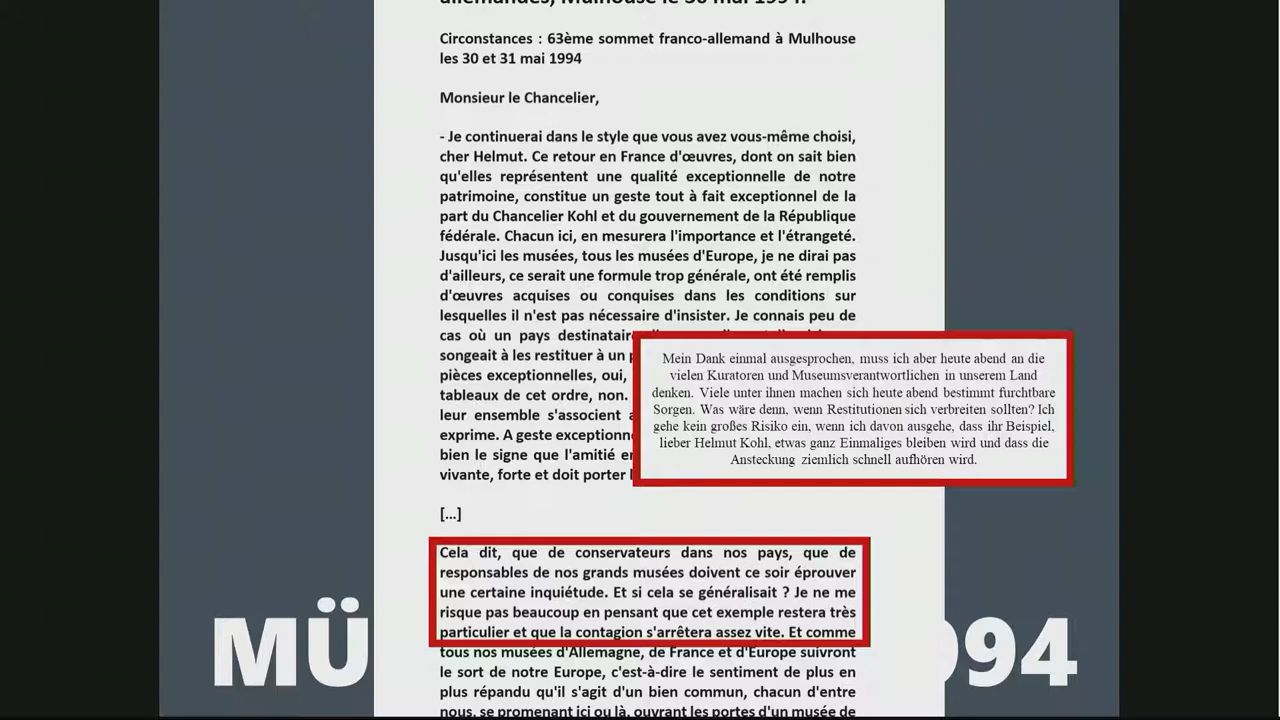 allemandes, Mulhouse le 30 mai 1994.
Circonstances : 63ème sommet franco-allemand à Mulhouse
les 30 et 31 mai 1994
Monsieur le Chancelier,
- Je continuerai dans le style que vous avez vous-même choisi,
cher Helmut. Ce retour en France d'œuvres, dont on sait bien
qu'elles représentent une qualité exceptionnelle de notre
patrimoine, constitue un geste tout à fait exceptionnel de la
part du Chancelier Kohl et du gouvernement de la République
fédérale. Chacun ici, en mesurera l'importance et l'étrangeté.
Jusqu'ici les musées, tous les musées d'Europe, je ne dirai pas
d'ailleurs, ce serait une formule trop générale, ont été remplis
d'œuvres acquises ou conquises dans les conditions sur
lesquelles il n'est pas nécessaire d'insister. Je connais peu de
cas où un pays destinataire
songeait à les restituer à un
pièces exceptionnelles, oui,
tableaux de cet ordre, non.
leur ensemble s'associent
exprime. A geste exceptionne
bien le signe que l'amitié
vivante, forte et doit porter
Mein Dank einmal ausgesprochen, muss ich aber heute abend an die
vielen Kuratoren und Museumsverantwortlichen in unserem Land
denken. Viele unter ihnen machen sich heute abend bestimmt furchtbare
Sorgen. Was wäre denn, wenn Restitutionen sich verbreiten sollten? Ich
gehe kein großes Risiko ein, wenn ich davon ausgehe, dass ihr Beispiel,
lieber Helmut Kohl, etwas ganz Einmaliges bleiben wird und dass die
Ansteckung ziemlich schnell aufhören wird.
[...]
Cela dit, que de conservateurs dans nos pays, que de
responsables de nos grands musées doivent ce soir éprouver
une certaine inquiétude. Et si cela se généralisait ? Je ne me
risque pas beaucoup en pensant que cet exemple restera très
particulier et que la contagion s'arrêtera assez vite. Et comme
tous nos musées d'Allemagne, de France et d'Europe suivront
le sort de notre Europe, c'est-à-dire le sentiment de plus en
plus répandu qu'il s'agit d'un bien commun, chacun d'entre
nous, se promenant ici ou là, ouvrant les portes d'un musée de
MÜ 994